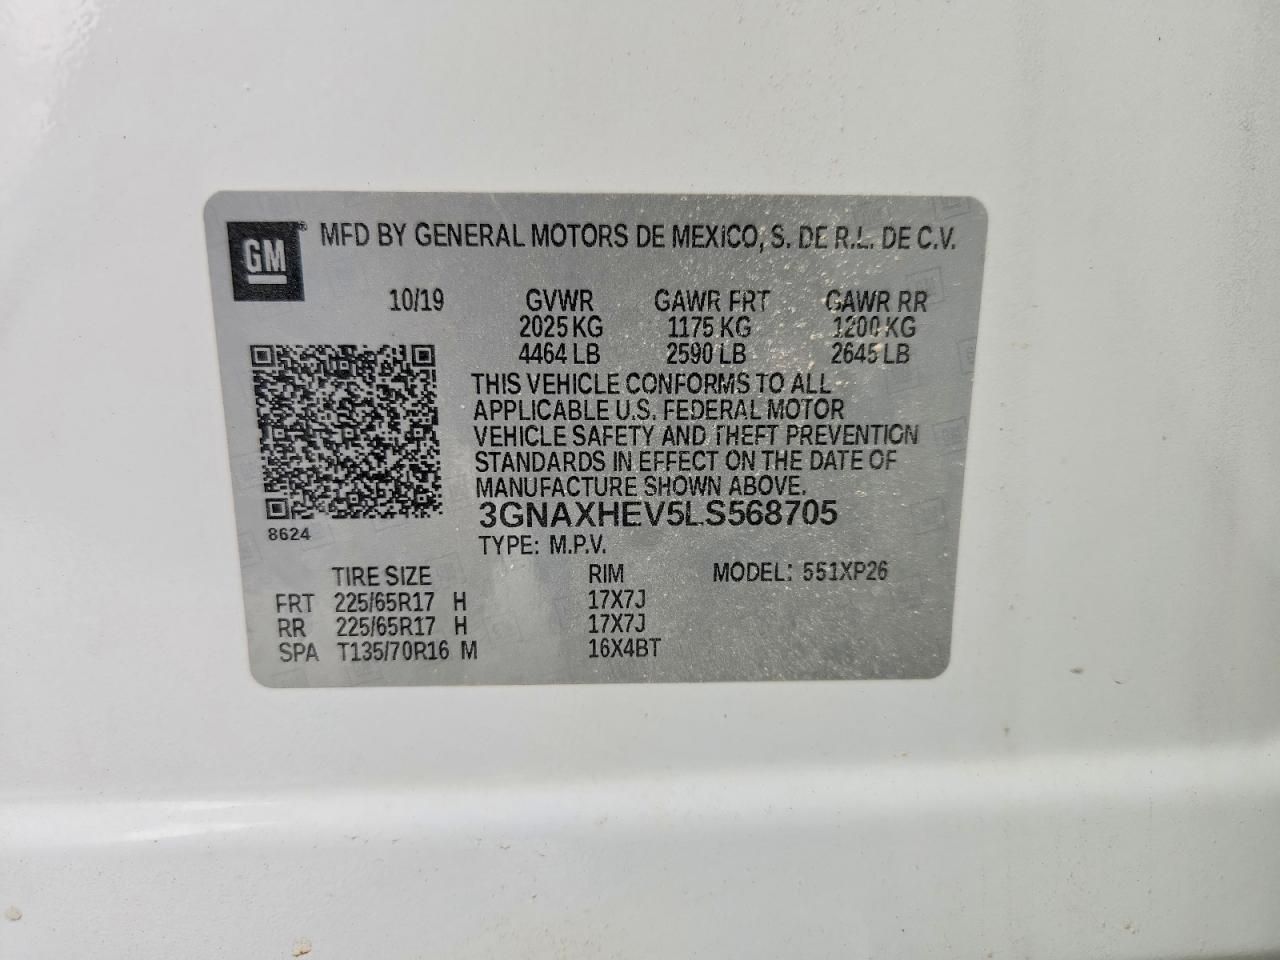 GM® MFD BY GENERAL MOTORS DE MEXICO, S. DE R.L. DE C.V.
10/19 GVWR GAWR FRT GAWR RR
2025 KG 1175 KG 1200 KG
4464 LB 2590 LB 2645 LB
THIS VEHICLE CONFORMS TO ALL
APPLICABLE U.S. FEDERAL MOTOR
VEHICLE SAFETY AND THEFT PREVENTION
STANDARDS IN EFFECT ON THE DATE OF
MANUFACTURE SHOWN ABOVE.
3GNAXHEV5LS568705
8624
TYPE: M.P.V.
TIRE SIZE RIM MODEL: 551XP26
FRT 225/65R17 H 17X7J
RR 225/65R17 H 17X7J
SPA T135/70R16 M 16X4BT